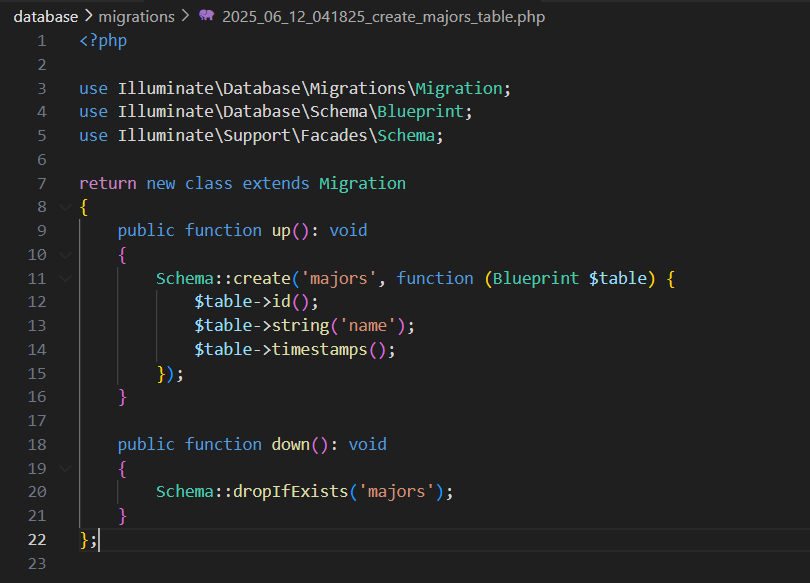 database > migrations > 2025_06_12_041825_create_majors_table.php
1 <?php
2
3 use Illuminate\Database\Migrations\Migration;
4 use Illuminate\Database\Schema\Blueprint;
5 use Illuminate\Support\Facades\Schema;
6
7 return new class extends Migration
8 {
9     public function up(): void
10     {
11         Schema::create('majors', function (Blueprint $table) {
12             $table->id();
13             $table->string('name');
14             $table->timestamps();
15         });
16     }
17
18     public function down(): void
19     {
20         Schema::dropIfExists('majors');
21     }
22 };
23